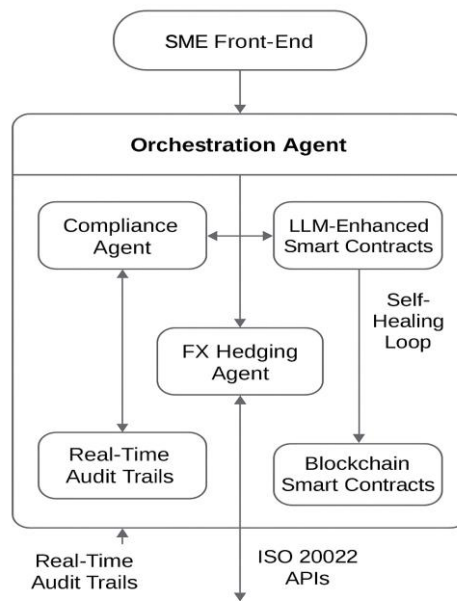 SME Front-End
Orchestration Agent
Compliance
Agent
LLM-Enhanced
Smart Contracts
Self-
Healing
Loop
FX Hedging
Agent
Real-Time
Audit Trails
Blockchain
Smart Contracts
Real-Time
Audit Trails
ISO 20022
APIs